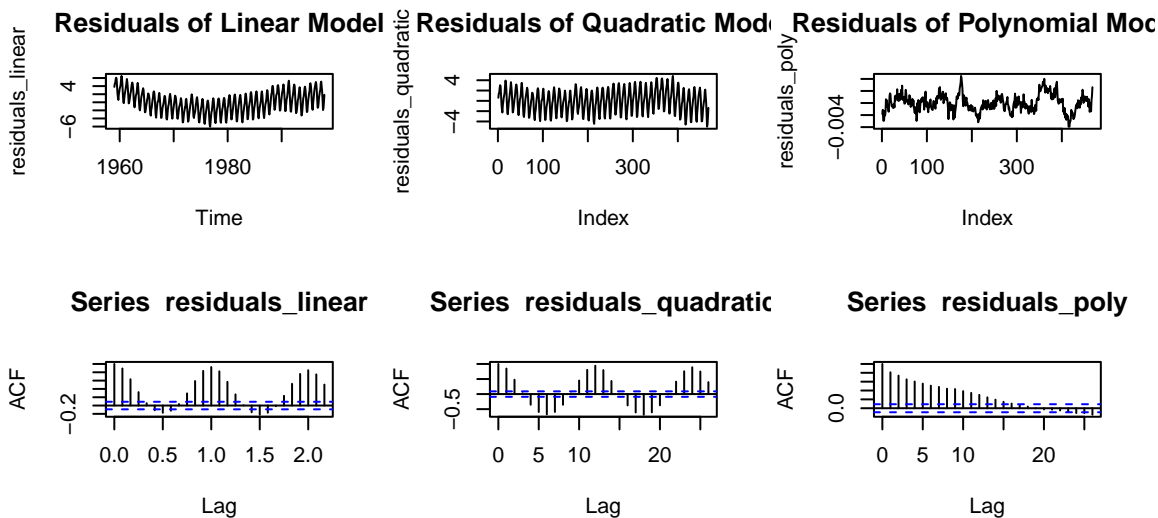 Residuals of Linear Model
residuals_linear
4
-6
1960
1980
Time
Residuals of Quadratic Mode
residuals_quadratic
4
-4
0
100
300
Index
Residuals of Polynomial Mod
residuals_poly
-0.004
0
100
300
Index
Series residuals_linear
ACF
-0.2
0.0
0.5
1.0
1.5
2.0
Lag
Series residuals_quadratic
ACF
-0.5
0
5
10
20
Lag
Series residuals_poly
ACF
0.0
0
5
10
20
Lag